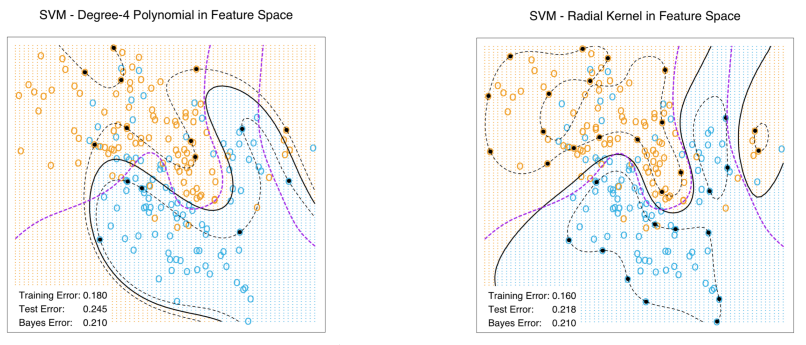 SVM - Degree-4 Polynomial in Feature Space
Training Error: 0.180
Test Error: 0.245
Bayes Error: 0.210
SVM - Radial Kernel in Feature Space
Training Error: 0.160
Test Error: 0.218
Bayes Error: 0.210